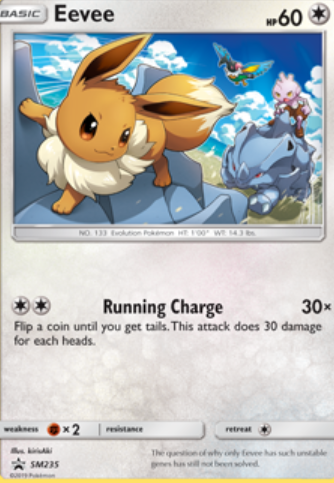 BASIC Eevee HP 60
NO. 133 Evolution Pokémon HT: 1'00" WT: 14.3 lbs.
Running Charge 30×
Flip a coin until you get tails. This attack does 30 damage
for each heads.
weakness ×2 resistance retreat
Illus. kirisAki
SM235
©2019 Pokémon
The question of why only Eevee has such unstable
genes has still not been solved.